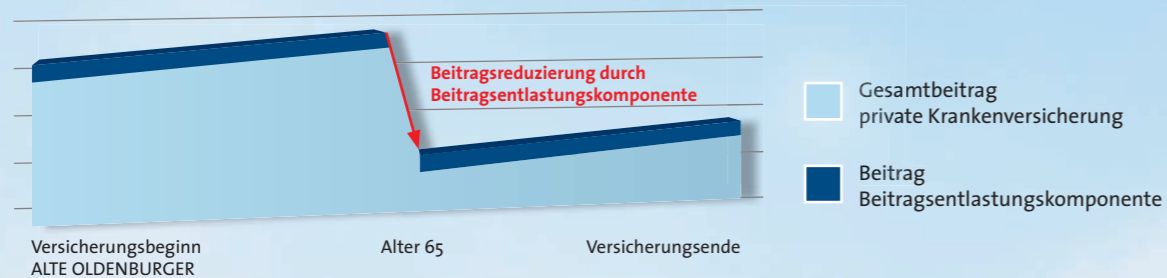 Beitragsreduzierung durch
Beitragsentlastungskomponente
Gesamtbeitrag
private Krankenversicherung
Beitrag
Beitragsentlastungskomponente
Versicherungsbeginn
ALTE OLDENBURGER
Alter 65
Versicherungsende